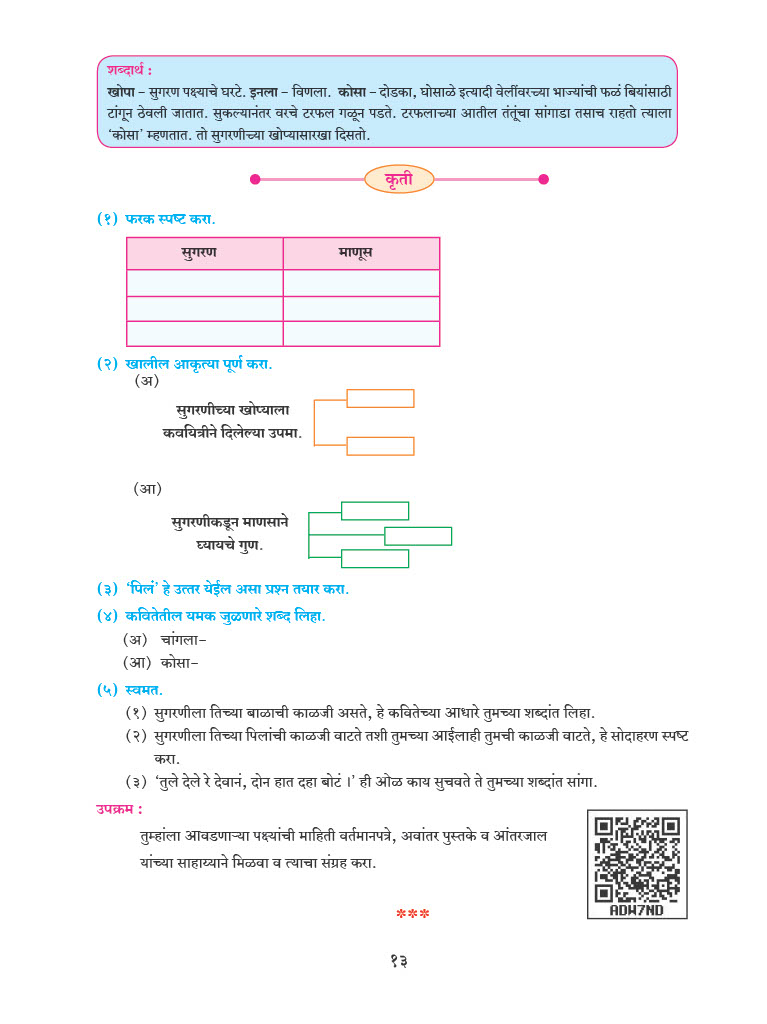 शब्दार्थ :
खोपा – सुगरण पक्ष्याचे घरटे. इनला – विणला. कोसा – दोडका, घोसाळे इत्यादी वेलींवरच्या भाज्यांची फळं बियांसाठी
टांगून ठेवली जातात. सुकल्यानंतर वरचे टरफल गळून पडते. टरफलाच्या आतील तंतूंचा सांगाडा तसाच राहतो त्याला
‘कोसा’ म्हणतात. तो सुगरणीच्या खोप्यासारखा दिसतो.
कृती
(१) फरक स्पष्ट करा.
सुगरण माणूस
(२) खालील आकृत्या पूर्ण करा.
(अ)
सुगरणीच्या खोप्याला
कवयित्रीने दिलेल्या उपमा.
(आ)
सुगरणीकडून माणसाने
घ्यायचे गुण.
(३) ‘पिलं’ हे उत्तर येईल असा प्रश्न तयार करा.
(४) कवितेतील यमक जुळणारे शब्द लिहा.
(अ) चांगला–
(आ) कोसा–
(५) स्वमत.
(१) सुगरणीला तिच्या बाळाची काळजी असते, हे कवितेच्या आधारे तुमच्या शब्दांत लिहा.
(२) सुगरणीला तिच्या पिलांची काळजी वाटते तशी तुमच्या आईलाही तुमची काळजी वाटते, हे सोदाहरण स्पष्ट
करा.
(३) ‘तुले देले रे देवानं, दोन हात दहा बोटं ।’ ही ओळ काय सुचवते ते तुमच्या शब्दांत सांगा.
उपक्रम :
तुम्हांला आवडणाऱ्या पक्ष्यांची माहिती वर्तमानपत्रे, अवांतर पुस्तके व आंतरजाल
यांच्या साहाय्याने मिळवा व त्याचा संग्रह करा.
ADW7ND
***
१३